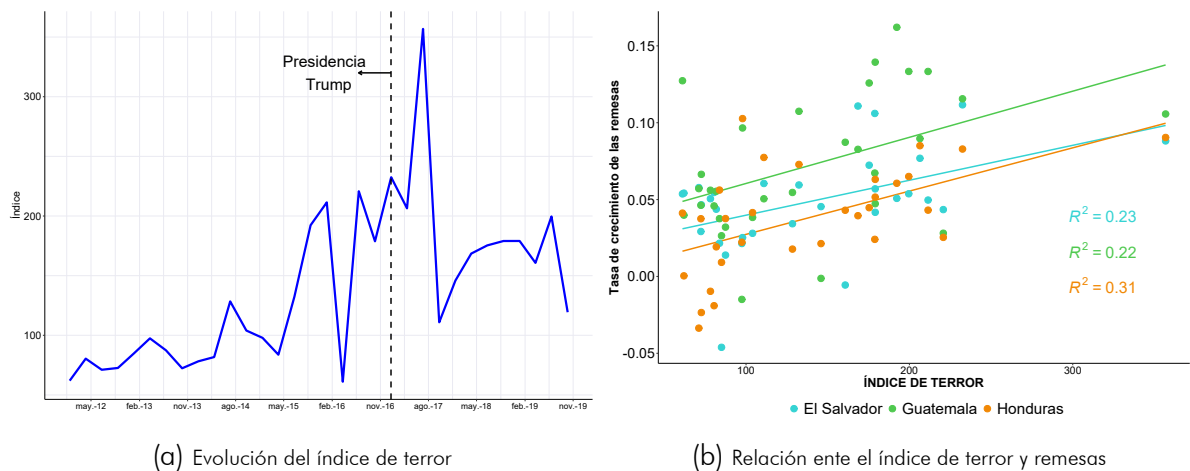 Presidencia
Trump
Índice
300
200
100
may.-12 feb.-13 nov.-13 ago.-14 may.-15 feb.-16 nov.-16 ago.-17 may.-18 feb.-19 nov.-19
(a) Evolución del índice de terror
Tasa de crecimiento de las remesas
0.15
0.10
0.05
0.00
-0.05
R² = 0.23
R² = 0.22
R² = 0.31
100 200 300
ÍNDICE DE TERROR
El Salvador Guatemala Honduras
(b) Relación ente el índice de terror y remesas